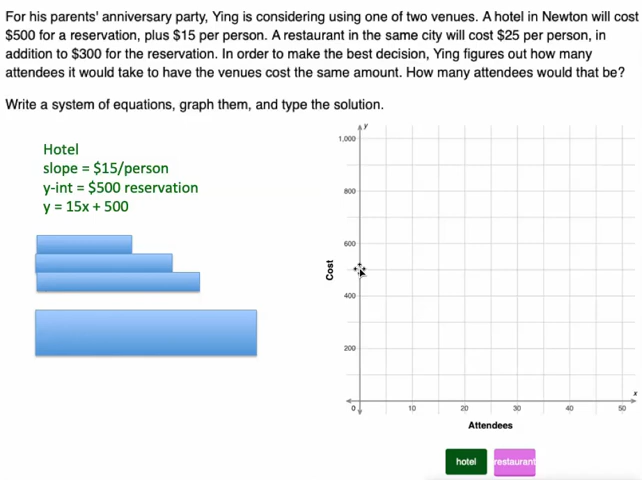 For his parents' anniversary party, Ying is considering using one of two venues. A hotel in Newton will cost
$500 for a reservation, plus $15 per person. A restaurant in the same city will cost $25 per person, in
addition to $300 for the reservation. In order to make the best decision, Ying figures out how many
attendees it would take to have the venues cost the same amount. How many attendees would that be?
Write a system of equations, graph them, and type the solution.
Hotel
slope = $15/person
y-int = $500 reservation
y = 15x + 500
y
1,000
800
600
400
200
0
10
20
30
40
50
x
Cost
Attendees
hotel
restaurant